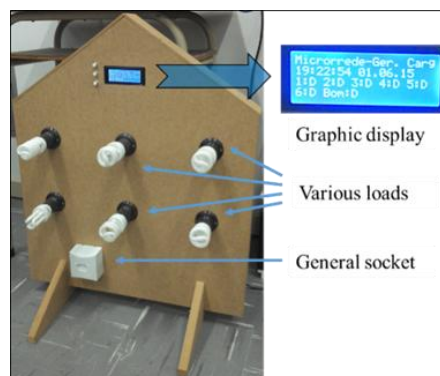 Microrrede-Ger. Carg
19:22:54 01.06.15
1:D 2:D 3:D 4:D 5:D
6:D Bom:D
Graphic display
Various loads
General socket